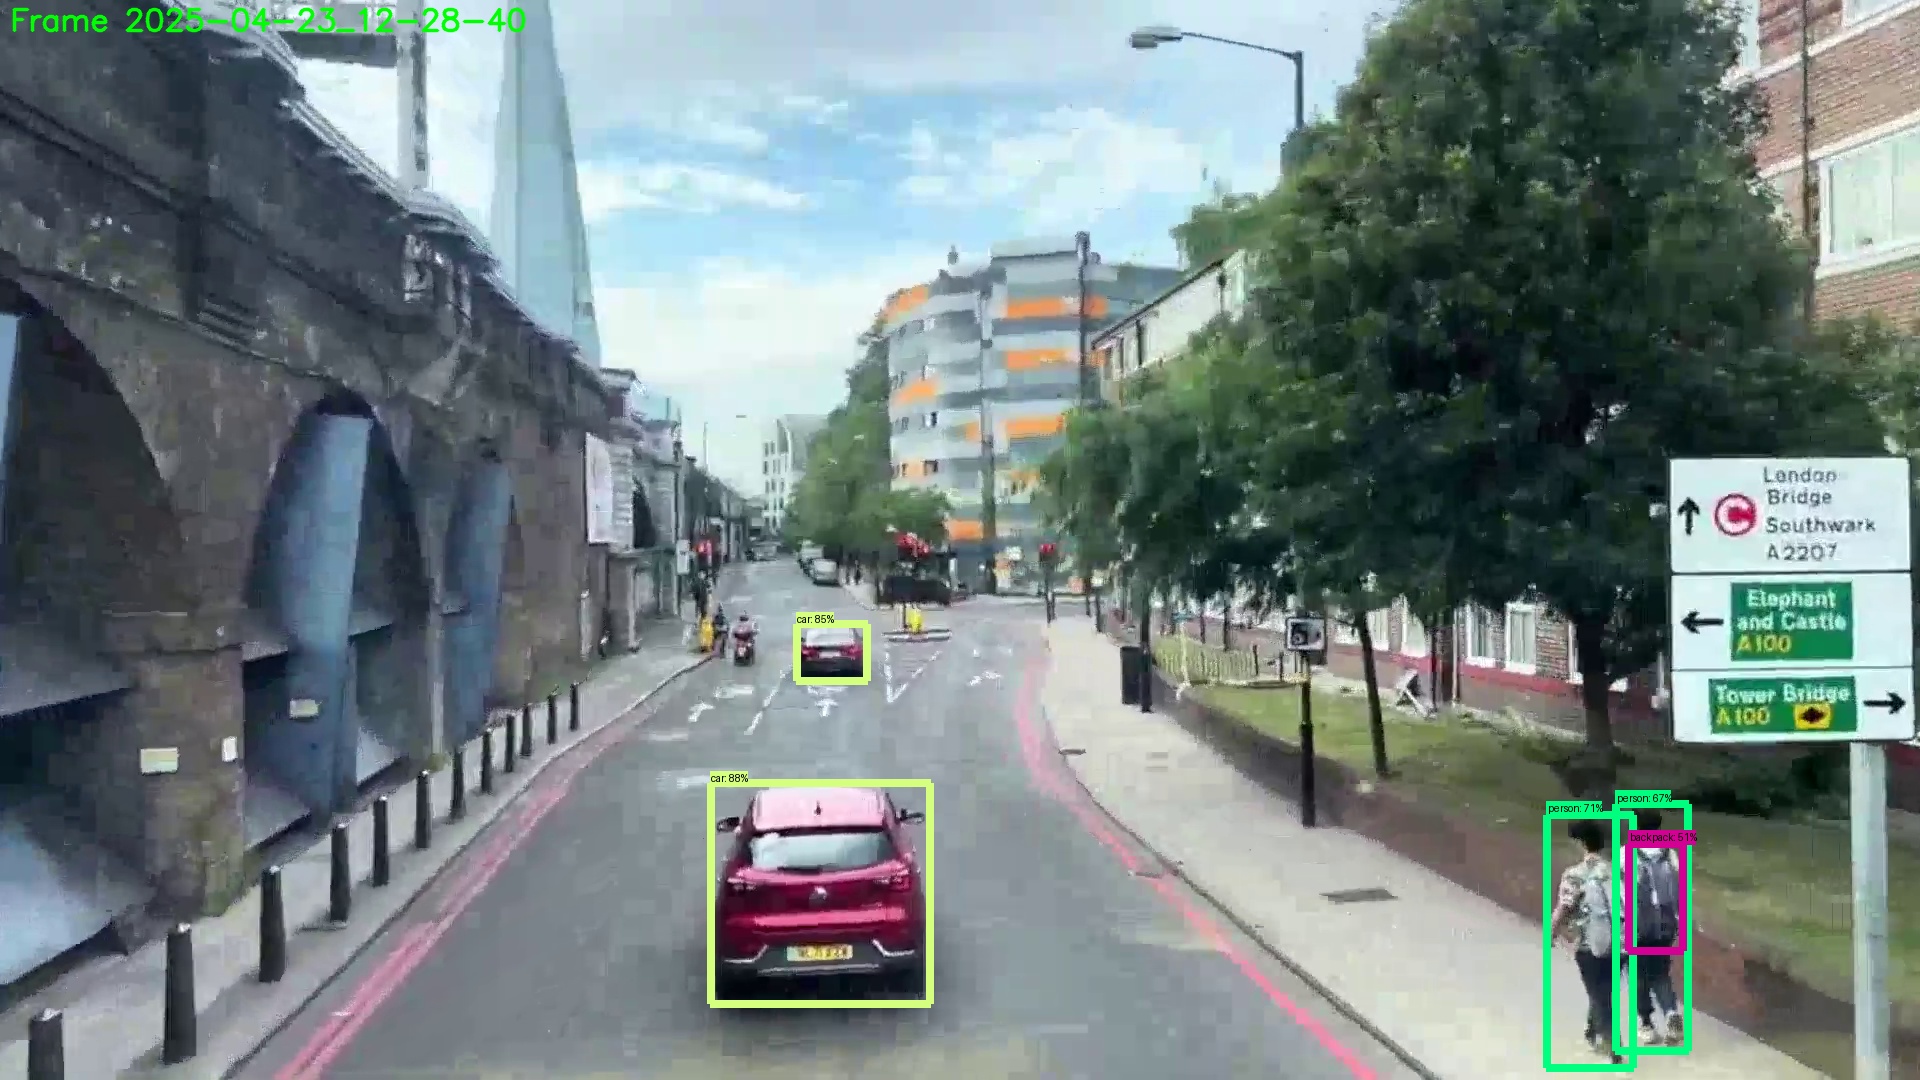 Frame 2025-04-23_12-28-40
London
Bridge
C
Southwark
A2207
Elephant
and Castle
A100
Tower Bridge
A100
car: 85%
car: 88%
person: 71%
person: 67%
backpack: 51%